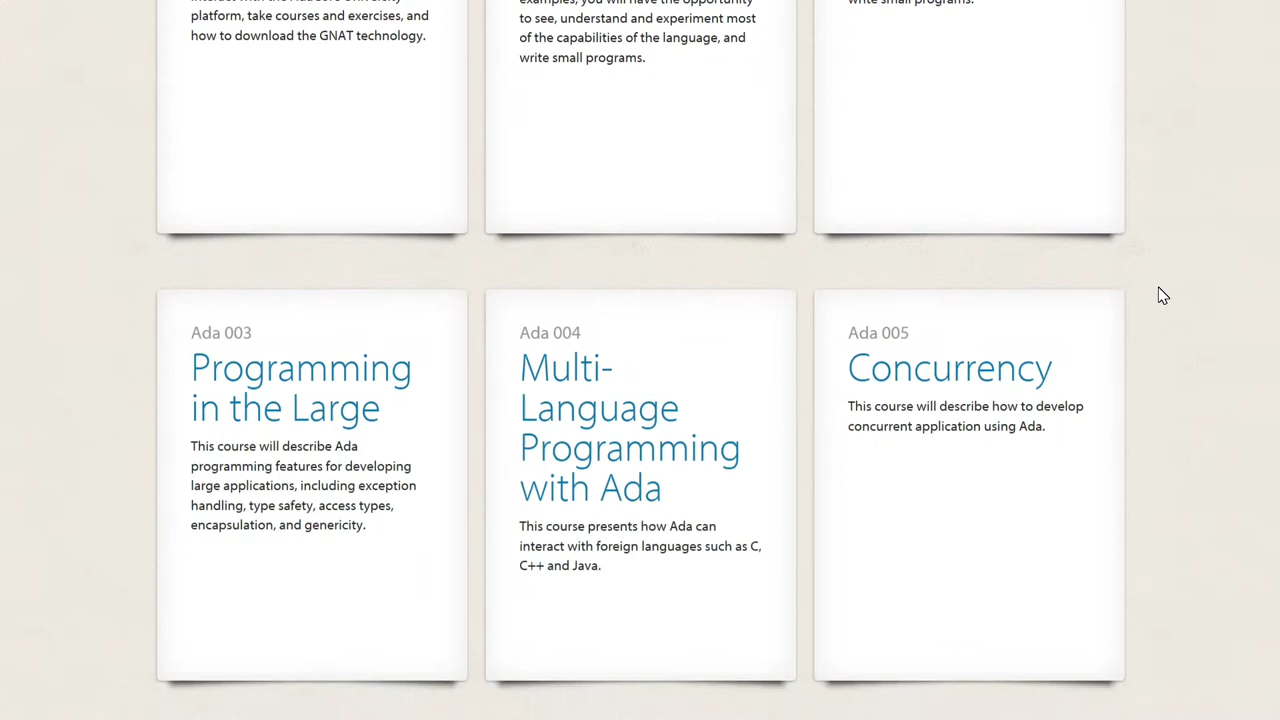 platform, take courses and exercises, and
how to download the GNAT technology.
to see, understand and experiment most
of the capabilities of the language, and
write small programs.
write small programs.
Ada 003
Programming
in the Large
This course will describe Ada
programming features for developing
large applications, including exception
handling, type safety, access types,
encapsulation, and genericity.
Ada 004
Multi-
Language
Programming
with Ada
This course presents how Ada can
interact with foreign languages such as C,
C++ and Java.
Ada 005
Concurrency
This course will describe how to develop
concurrent application using Ada.